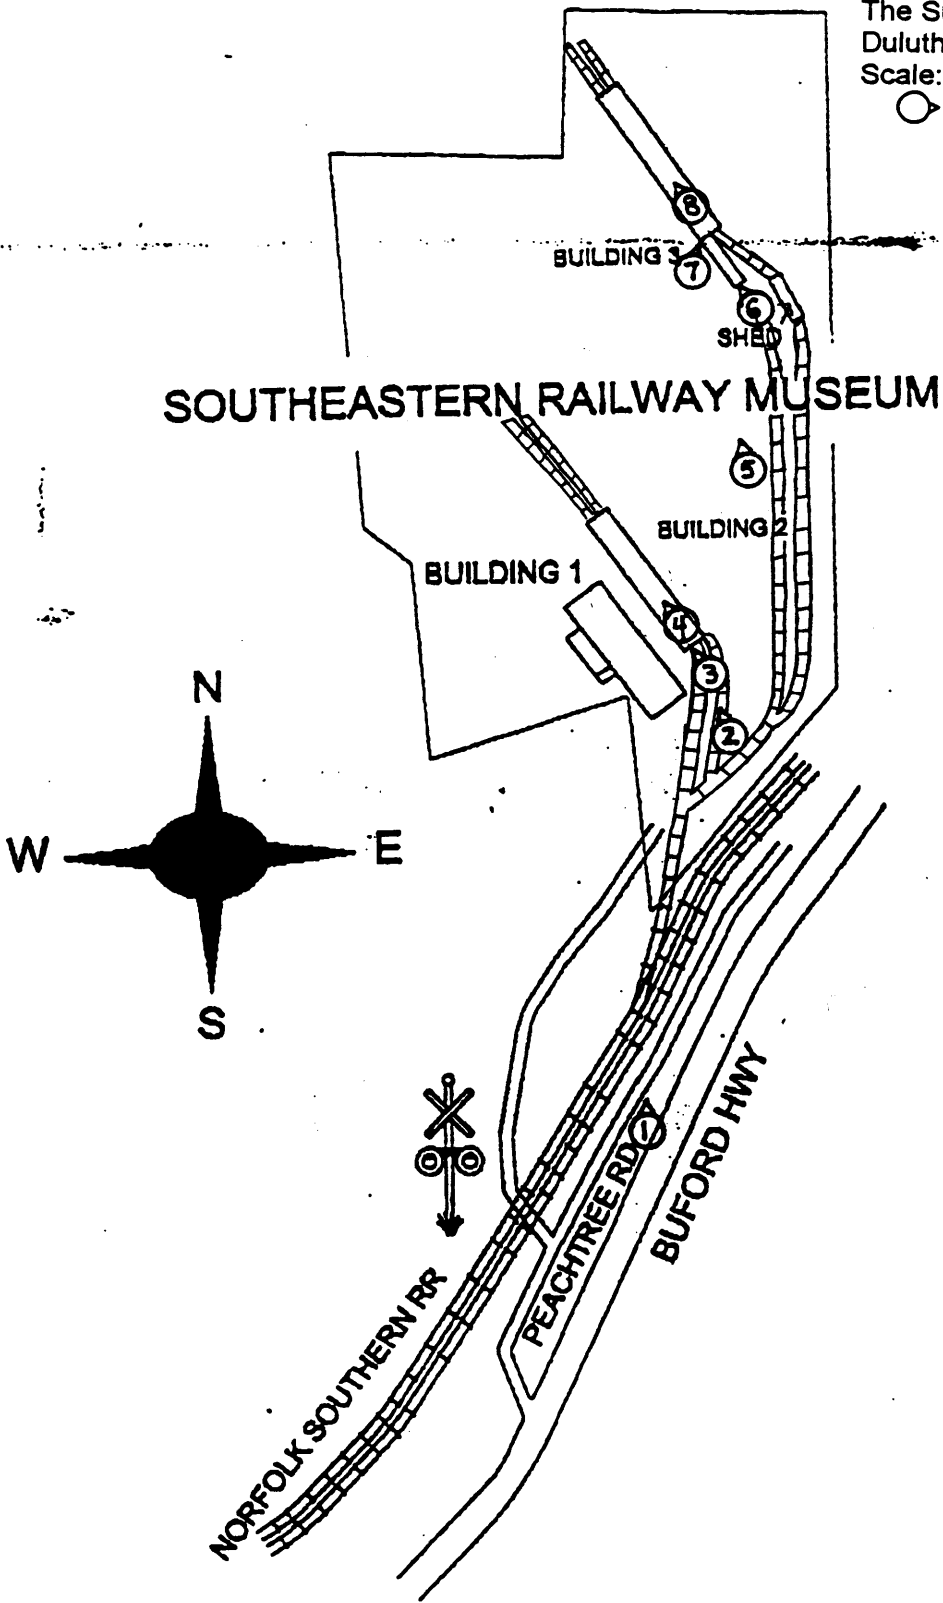 The S
Duluth
Scale:
8
BUILDING 3
7
6
SHED
SOUTHEASTERN RAILWAY MUSEUM
5
BUILDING 2
BUILDING 1
4
3
2
N
W
E
S
1
PEACHTREE RD
BUFORD HWY
NORFOLK SOUTHERN RR